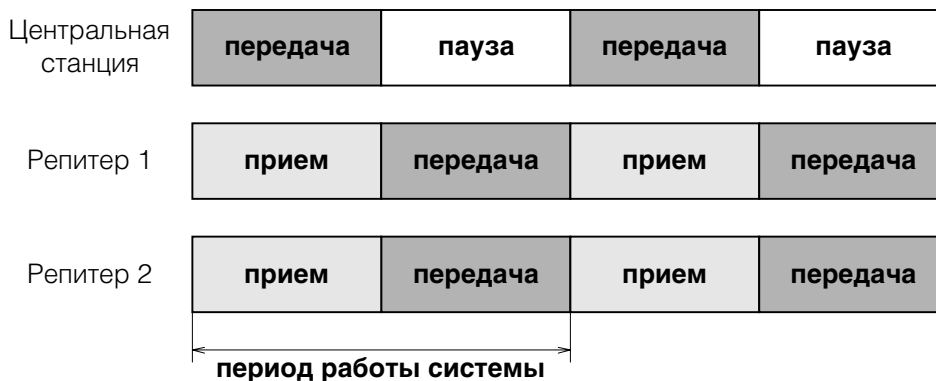 Центральная
станция
передача пауза передача пауза
Репитер 1 прием передача прием передача
Репитер 2 прием передача прием передача
период работы системы